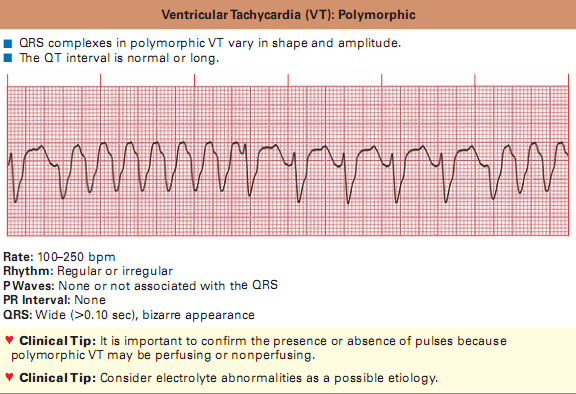 Ventricular Tachycardia (VT): Polymorphic
QRS complexes in polymorphic VT vary in shape and amplitude.
The QT interval is normal or long.
Rate: 100–250 bpm
Rhythm: Regular or irregular
P Waves: None or not associated with the QRS
PR Interval: None
QRS: Wide (>0.10 sec), bizarre appearance
♥ Clinical Tip: It is important to confirm the presence or absence of pulses because
polymorphic VT may be perfusing or nonperfusing.
♥ Clinical Tip: Consider electrolyte abnormalities as a possible etiology.